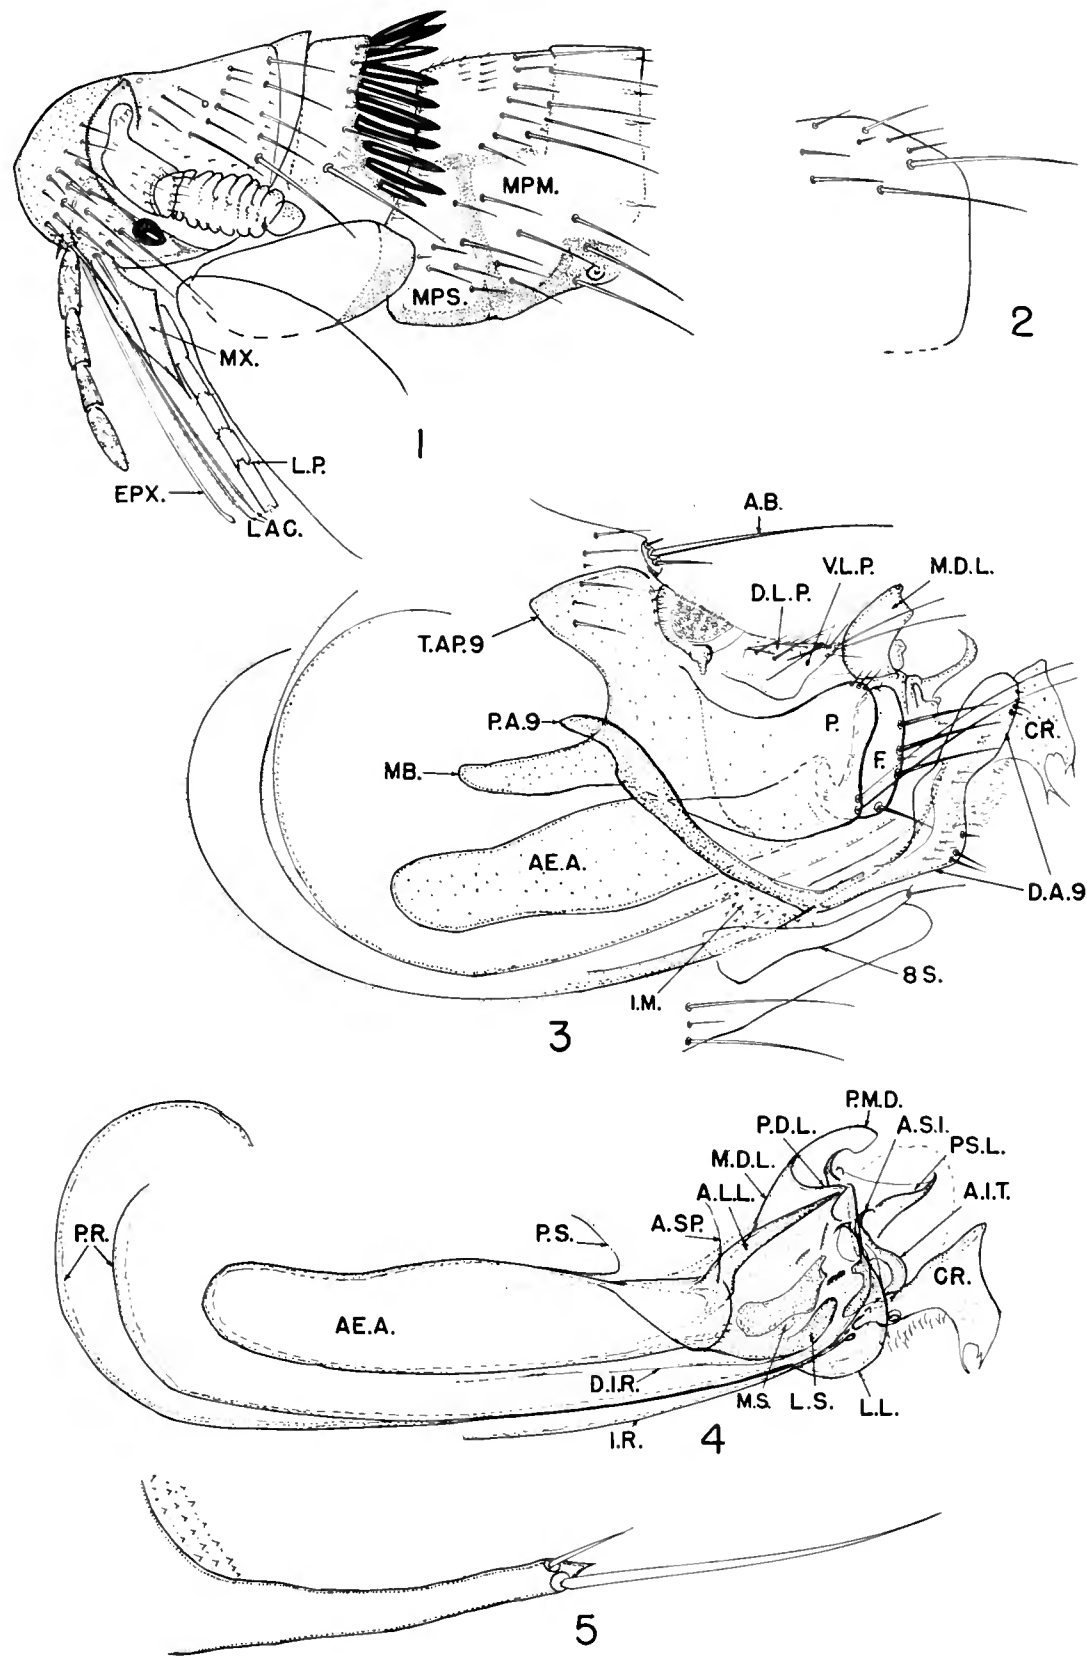 MPM.
MPS.
MX.
L.P.
EPX.
LAC.
1
2
A.B.
V.L.P.
M.D.L.
D.L.P.
T.AP.9
P.A.9
P.
CR.
MB.
F.
AE.A.
D.A.9
8 S.
I.M.
3
P.M.D.
P.D.L.
A.S.I.
M.D.L.
PS.L.
A.L.L.
A.I.T.
A.SP.
P.S.
P.R.
CR.
AE.A.
D.I.R.
M.S.
L.S.
L.L.
I.R.
4
5